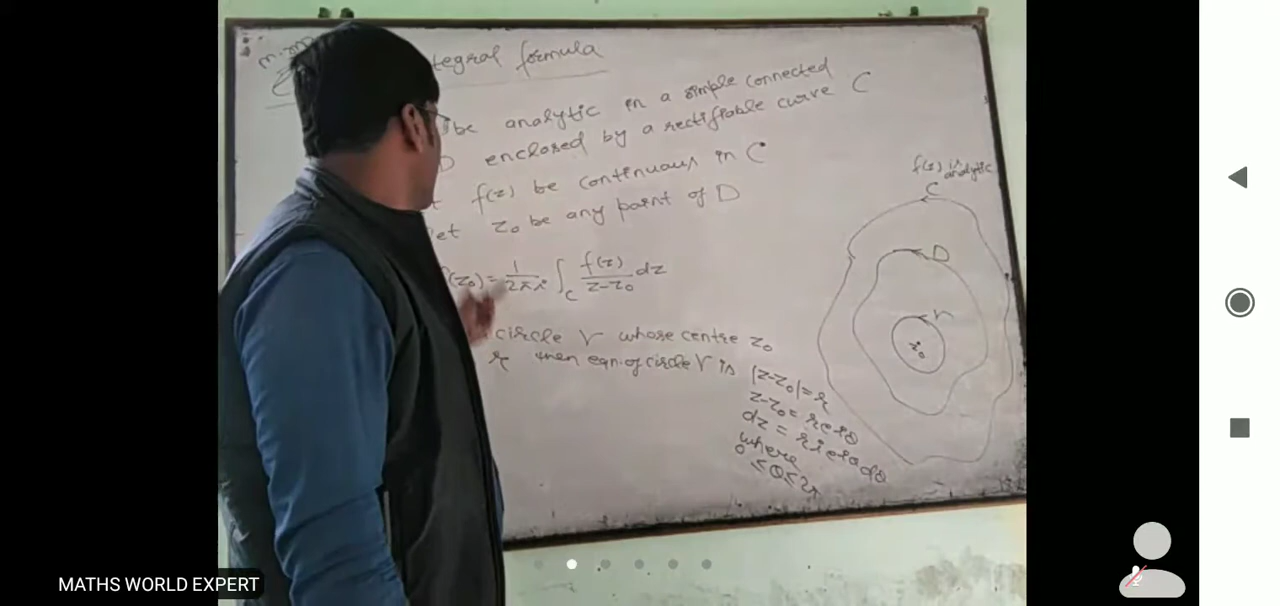 tegral formula
be analytic in a simple connected
D enclosed by a rectifiable curve C
f(z) be continuous in C
et z₀ be any point of D
f(z₀) = 1/2πi ∫_C f(z)/z-z₀ dz
circle γ whose centre z₀
r then eqn. of circle γ is |z-z₀| = r
z-z₀ = re^iθ
dz = rie^iθ dθ
where
0 ≤ θ ≤ 2π
f(z) is
analytic
C
D
γ
z₀
MATHS WORLD EXPERT